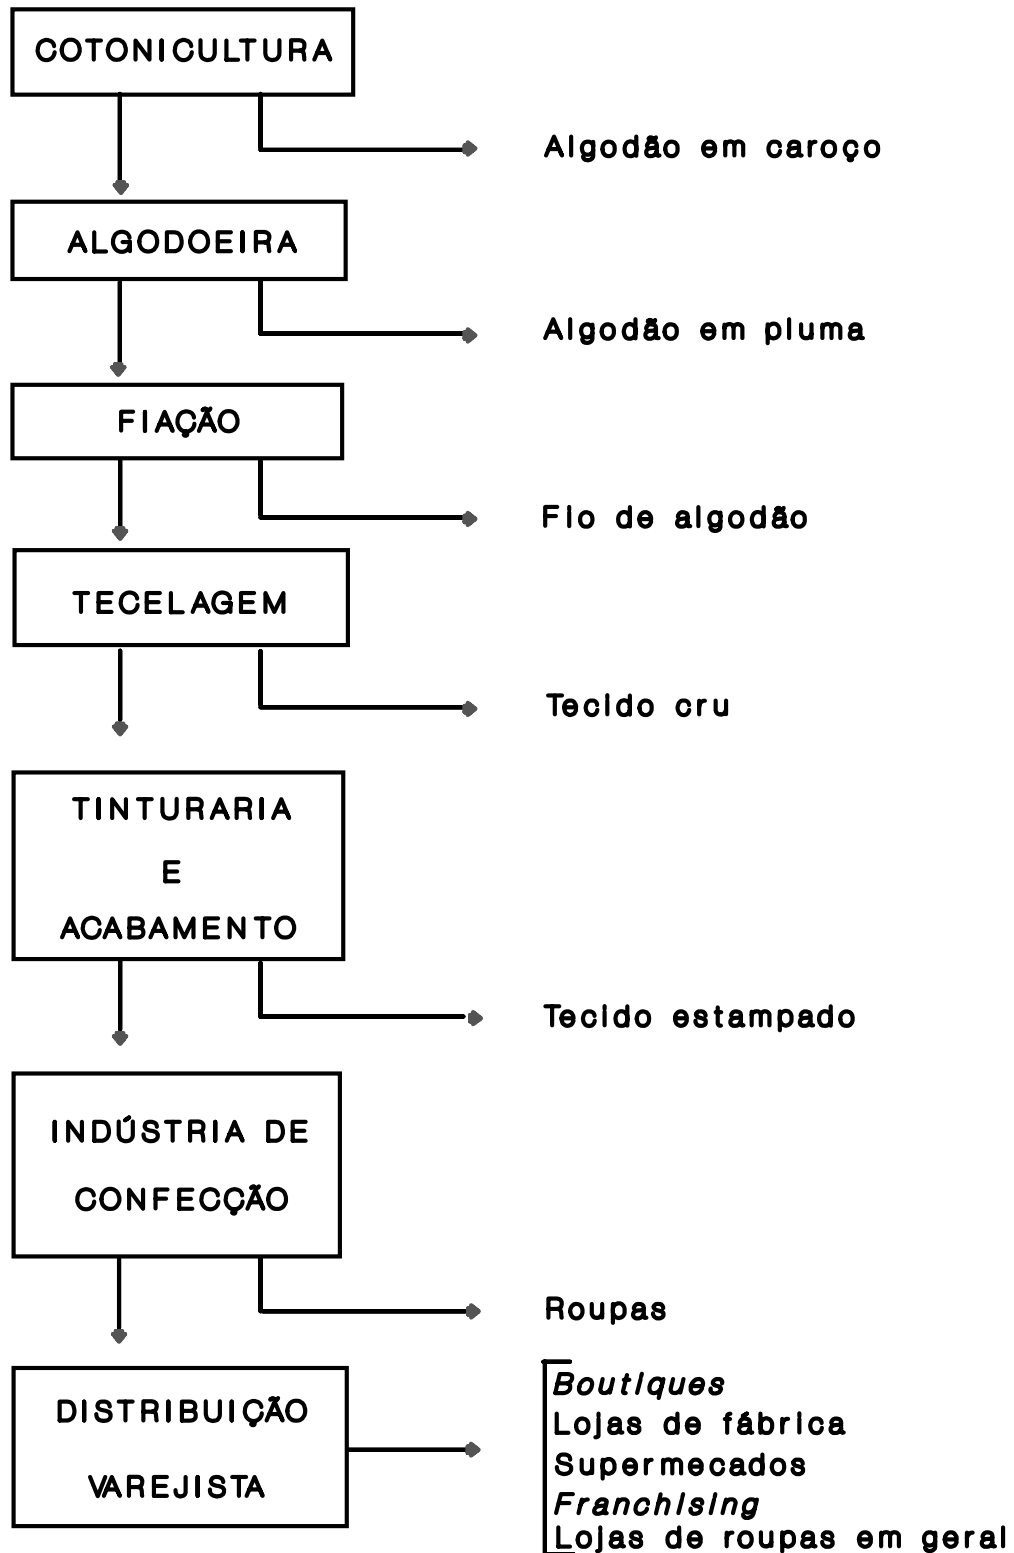 COTONICULTURA
Algodão em caroço
ALGODOEIRA
Algodão em pluma
FIAÇÃO
Fio de algodão
TECELAGEM
Tecido cru
TINTURARIA
E
ACABAMENTO
Tecido estampado
INDÚSTRIA DE
CONFECÇÃO
Roupas
DISTRIBUIÇÃO
VAREJISTA
Boutiques
Lojas de fábrica
Supermecados
Franchising
Lojas de roupas em geral